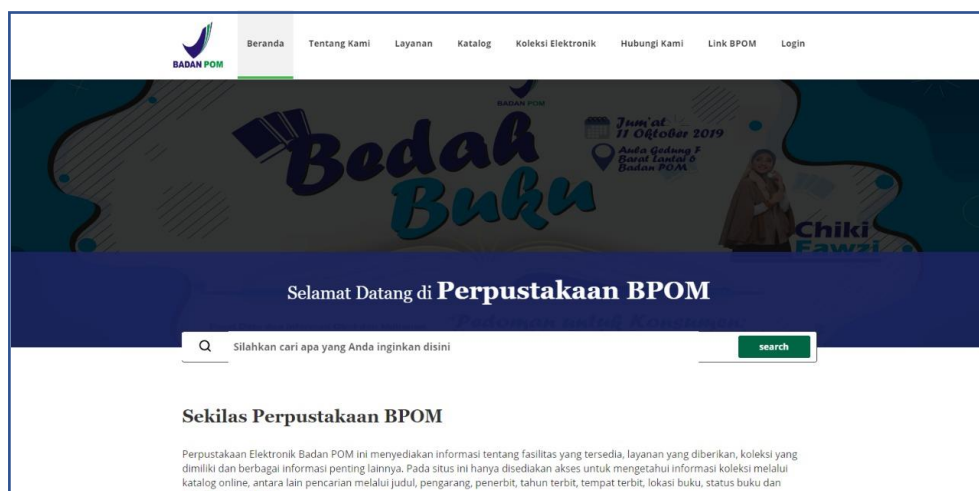 BADAN POM
Beranda Tentang Kami Layanan Katalog Koleksi Elektronik Hubungi Kami Link BPOM Login
BADAN POM
Bedah
Buku
Jum'at
11 Oktober 2019
Aula Gedung F
Barat Lantai 6
Badan POM
Chiki
Fawzi
Selamat Datang di Perpustakaan BPOM
Pedoman untuk Konsumen
Silahkan cari apa yang Anda inginkan disini
search
Sekilas Perpustakaan BPOM
Perpustakaan Elektronik Badan POM ini menyediakan informasi tentang fasilitas yang tersedia, layanan yang diberikan, koleksi yang
dimiliki dan berbagai informasi penting lainnya. Pada situs ini hanya disediakan akses untuk mengetahui informasi koleksi melalui
katalog online, antara lain pencarian melalui judul, pengarang, penerbit, tahun terbit, tempat terbit, lokasi buku, status buku dan